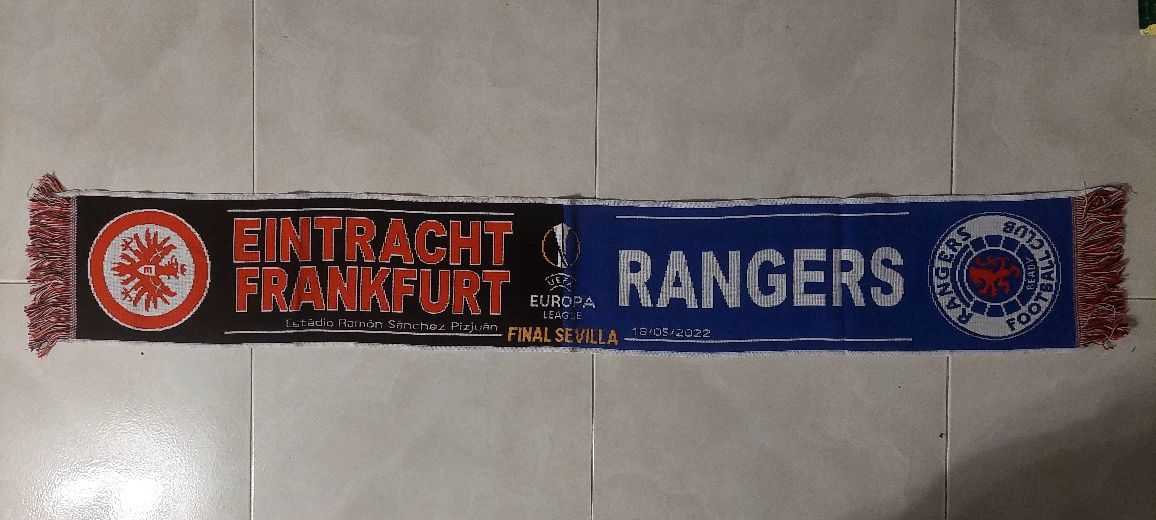 EINTRACHT
FRANKFURT
Estádio Ramón Sánchez Pizjuán
UEFA
EUROPA
LEAGUE
FINAL SEVILLA
RANGERS
18/05/2022
RANGERS
FOOTBALL CLUB
READY